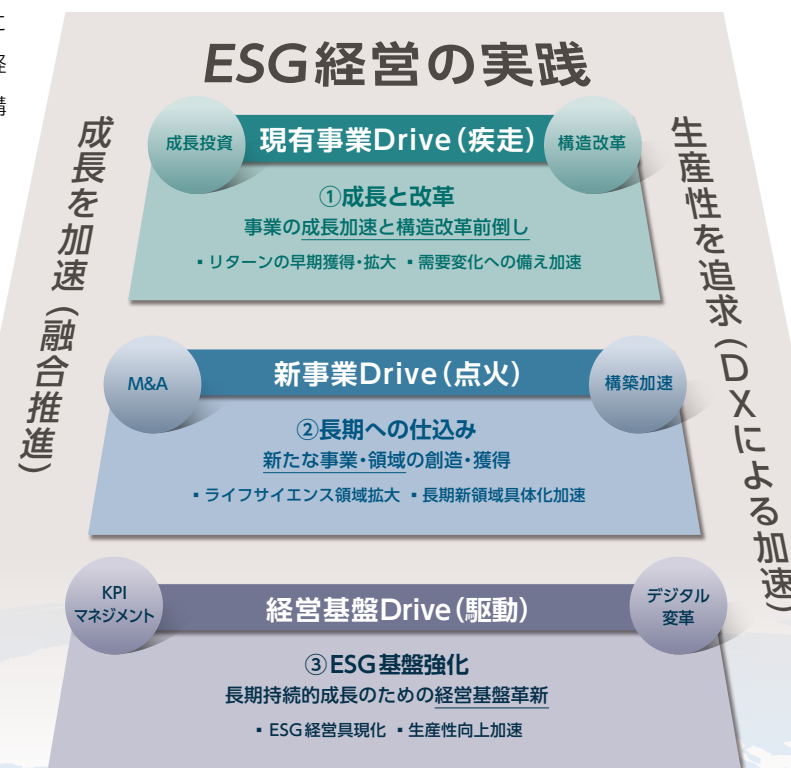 ESG経営の実践
成長を加速（融合推進）
生産性を追求（DXによる加速）
成長投資
現有事業Drive（疾走）
構造改革
①成長と改革
事業の成長加速と構造改革前倒し
▪リターンの早期獲得・拡大 ▪需要変化への備え加速
M&A
新事業Drive（点火）
構築加速
②長期への仕込み
新たな事業・領域の創造・獲得
▪ライフサイエンス領域拡大 ▪長期新領域具体化加速
KPI
マネジメント
経営基盤Drive（駆動）
デジタル
変革
③ESG基盤強化
長期持続的成長のための経営基盤革新
▪ESG経営具現化 ▪生産性向上加速